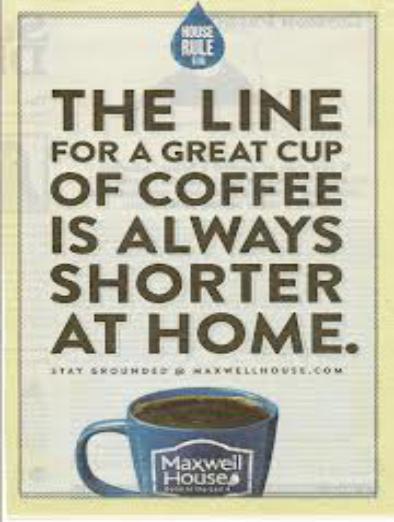 HOUSE
RULE
THE LINE
FOR A GREAT CUP
OF COFFEE
IS ALWAYS
SHORTER
AT HOME.
STAY GROUNDED @ MAXWELLHOUSE.COM
Maxwell
House